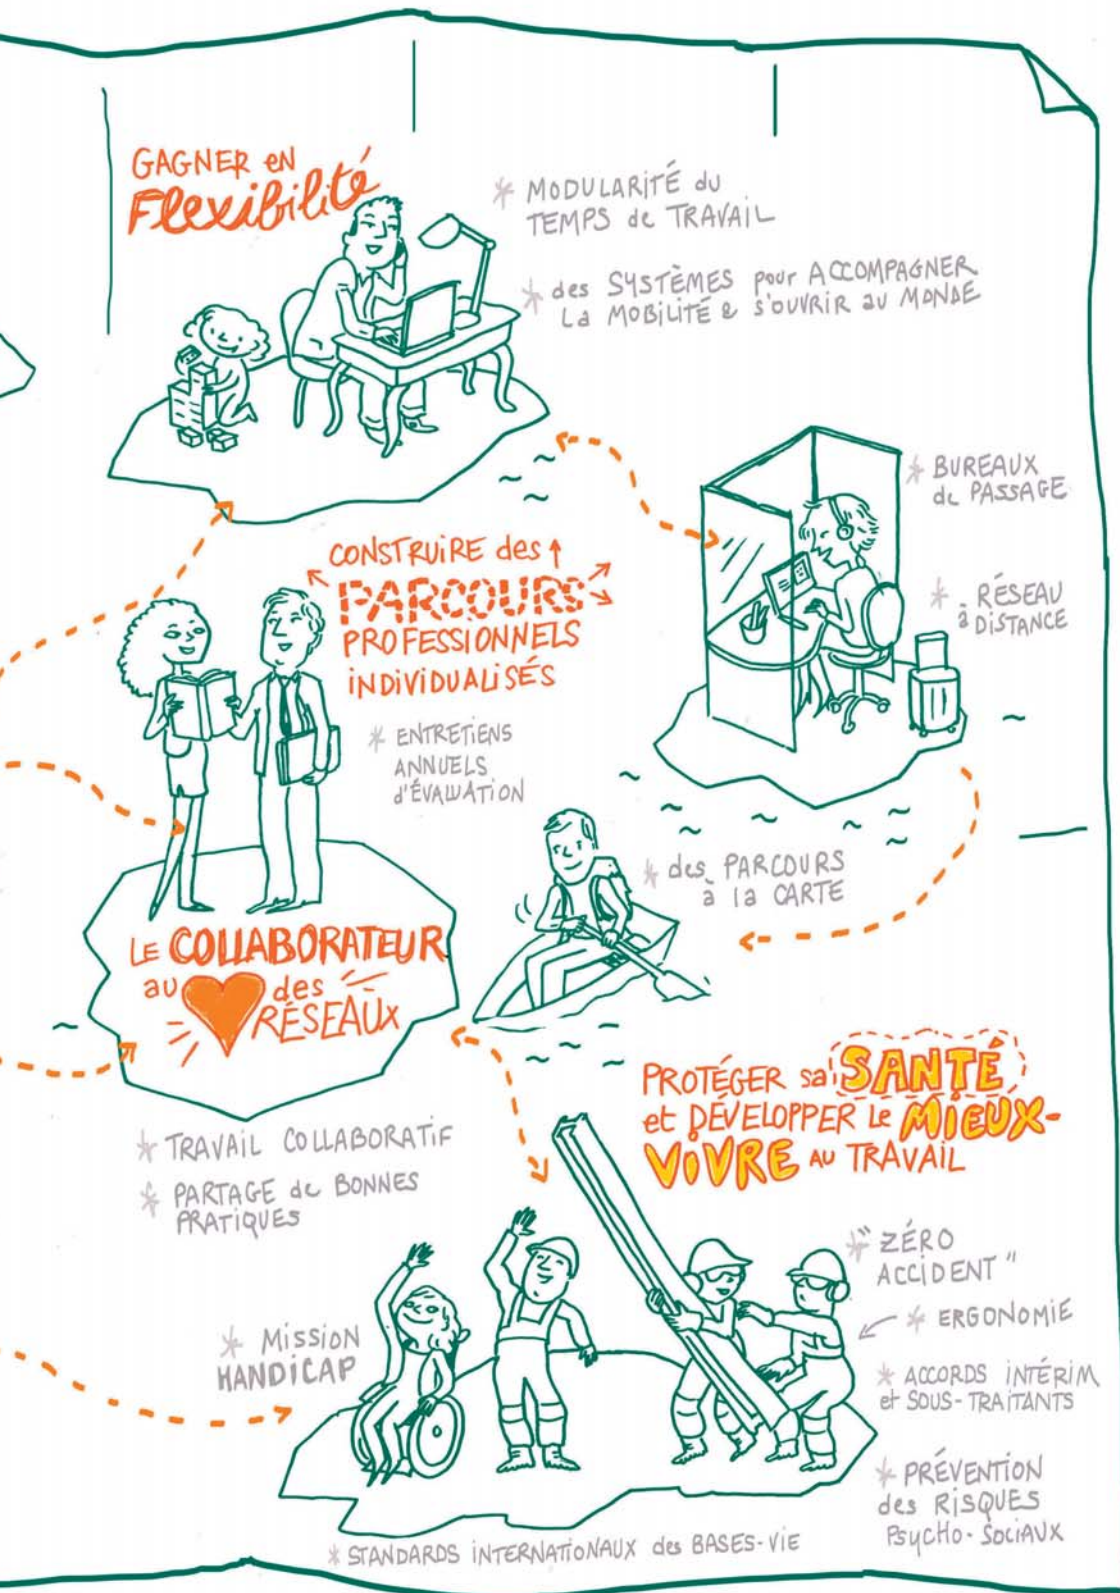 GAGNER eN
Flexibilité
* MODULARITÉ du
TEMPS de TRAVAIL
* des SYSTÈMES pour ACCOMPAGNER
La MOBILITÉ & s'OUVRIR au MONDE
* BUREAUX
de PASSAGE
* RÉSEAU
à DISTANCE
CONSTRUIRE des
PARCOURS
PROFESSIONNELS
iNDiViDUALiSÉS
* ENTRETIENS
ANNUELS
d'ÉVALUATION
* des PARCOURS
à la CARTE
LE COLLABORATEUR
au des
RÉSEAUX
* TRAVAIL COLLABORATIF
* PARTAGE de BONNES
PRATIQUES
PROTÉGER sa SANTÉ
et DÉVELOPPER LE MIEUX-
ViVRE AU TRAVAIL
* MISSION
HANDICAP
* "ZÉRO
ACCIDENT"
* ERGONOMIE
* ACCORDS INTÉRIM
et SOUS-TRAITANTS
* PRÉVENTION
des RISQUES
PSYCHO-SOCIAUX
* STANDARDS INTERNATIONAUX des BASES-VIE